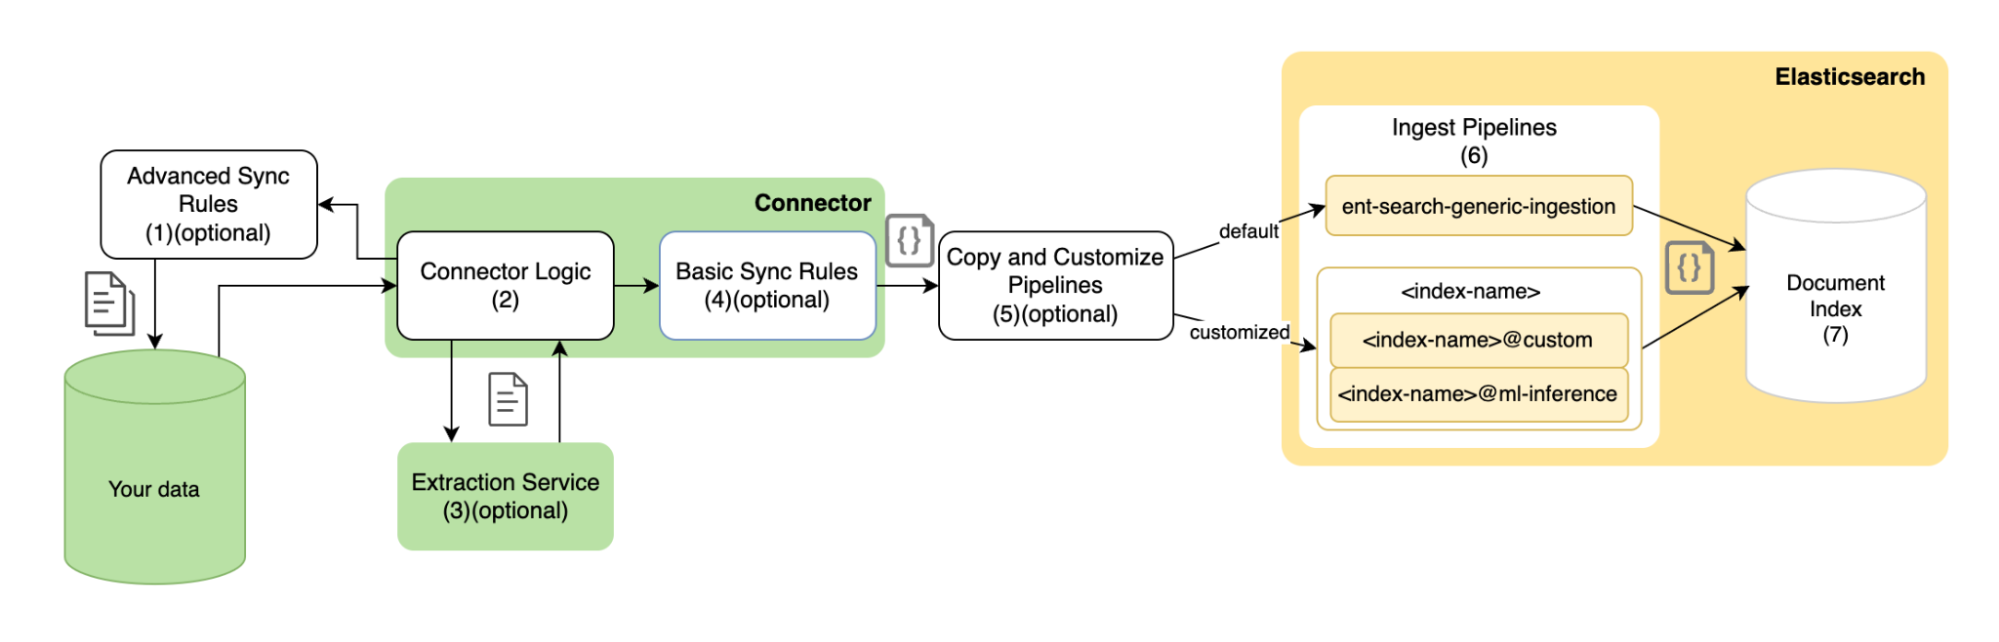 Advanced Sync
Rules
(1)(optional)
Your data
Connector
Connector Logic
(2)
Basic Sync Rules
(4)(optional)
Extraction Service
(3)(optional)
{}
Copy and Customize
Pipelines
(5)(optional)
default
customized
Elasticsearch
Ingest Pipelines
(6)
ent-search-generic-ingestion
<index-name>
<index-name>@custom
<index-name>@ml-inference
{}
Document
Index
(7)